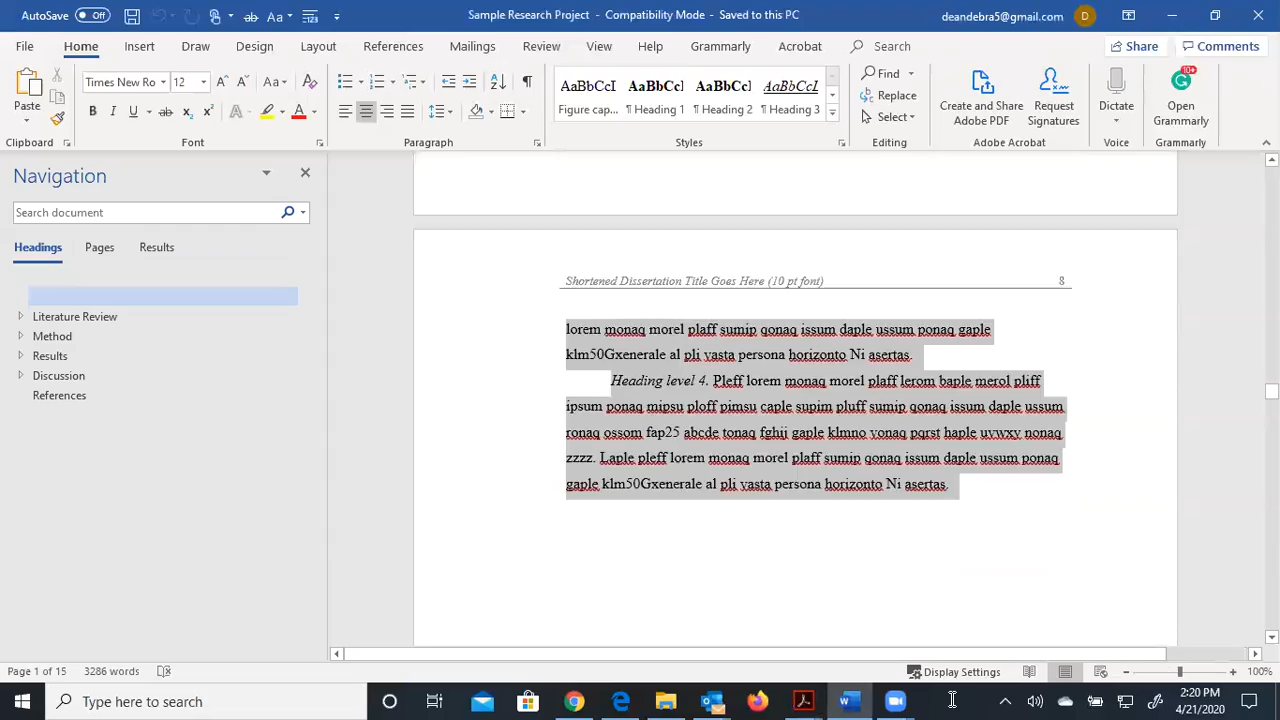 AutoSave Off
Sample Research Project - Compatibility Mode - Saved to this PC
deandebra5@gmail.com D
File Home Insert Draw Design Layout References Mailings Review View Help Grammarly Acrobat Search Share Comments
Paste
Clipboard
Times New Ro 12
Font
Paragraph
AaBbCcI AaBbCc AaBbCc AaBbCcI
Figure cap... ¶ Heading 1 ¶ Heading 2 ¶ Heading 3
Styles
Find
Replace
Select
Editing
Create and Share Adobe PDF
Request Signatures
Adobe Acrobat
Dictate
Voice
10+
Open Grammarly
Grammarly
Navigation
Search document
Headings Pages Results
Literature Review
Method
Results
Discussion
References
Shortened Dissertation Title Goes Here (10 pt font) 8
lorem monaq morel plaff sumip qonaq issum daple ussum ponaq gaple
klm50Gxenerale al pli vasta persona horizonto Ni asertas.
Heading level 4. Pleff lorem monaq morel plaff lerom baple merol pliff
ipsum ponaq mipsu ploff pimsu caple supim pluff sumip qonaq issum daple ussum
ronaq ossom fap25 abcde tonaq fghij gaple klmno vonaq pqrst haple uvwxy nonaq
zzzz. Laple pleff lorem monaq morel plaff sumip qonaq issum daple ussum ponaq
gaple klm50Gxenerale al pli vasta persona horizonto Ni asertas.
Page 1 of 15 3286 words
Display Settings
100%
Type here to search
2:20 PM
4/21/2020